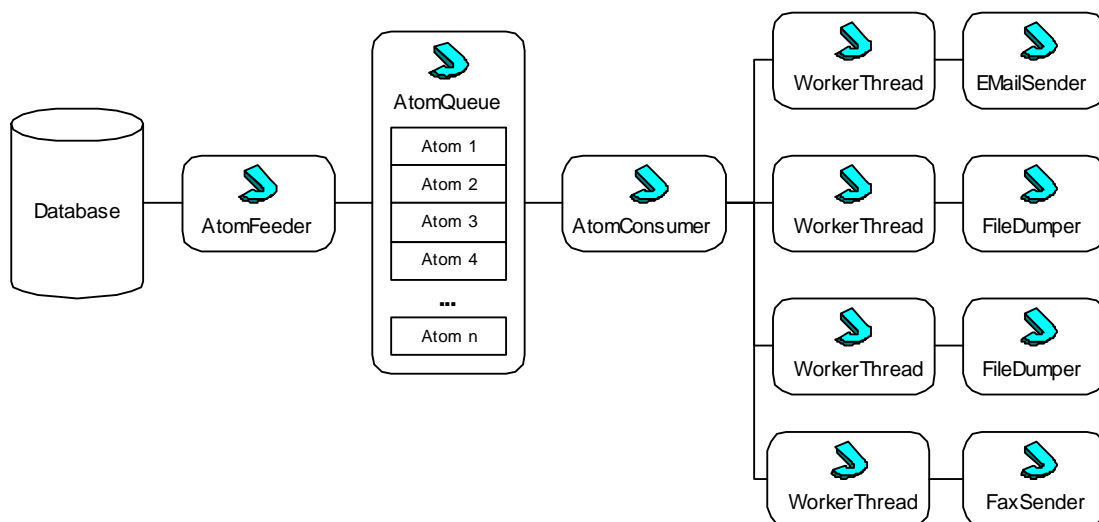 Database
AtomFeeder
AtomQueue
Atom 1
Atom 2
Atom 3
Atom 4
...
Atom n
AtomConsumer
WorkerThread
EMailSender
WorkerThread
FileDumper
WorkerThread
FileDumper
WorkerThread
FaxSender